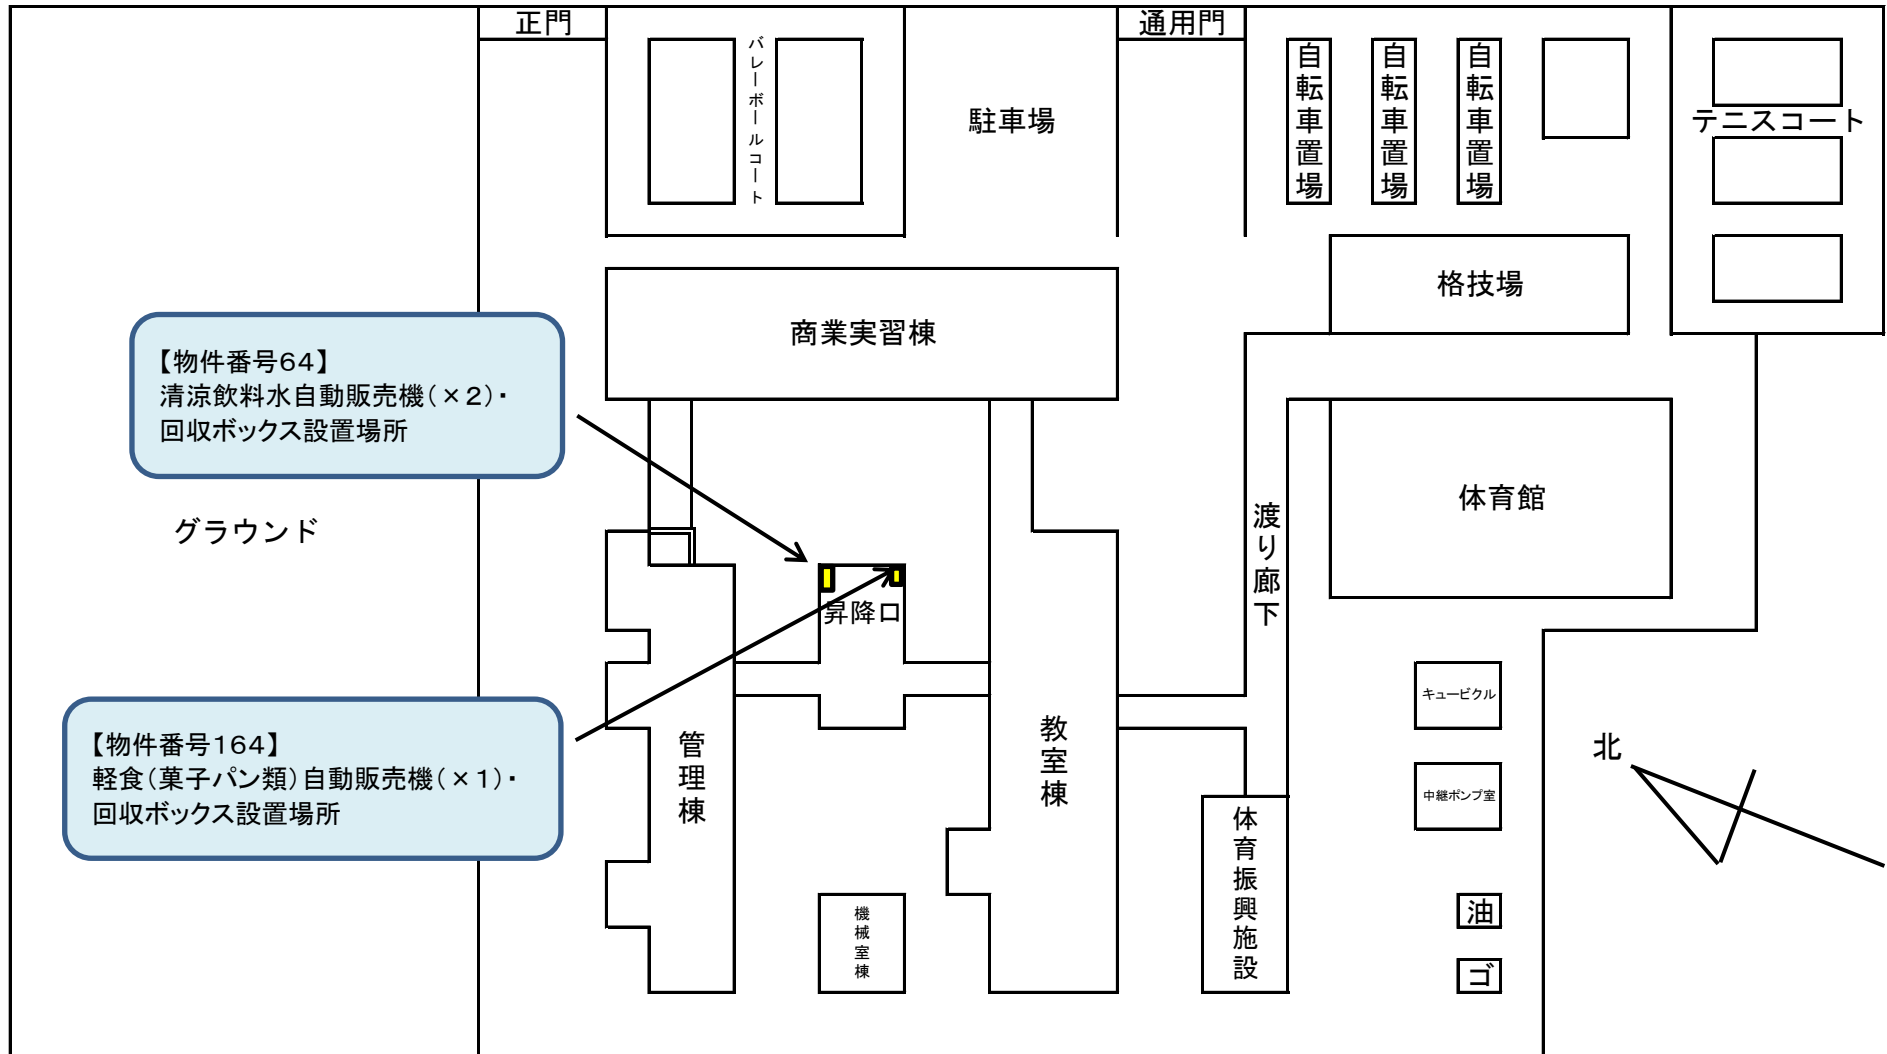 正門
通用門
バレーボールコート
駐車場
自転車置場
自転車置場
自転車置場
テニスコート
格技場
商業実習棟
【物件番号64】
清涼飲料水自動販売機(×2)・
回収ボックス設置場所
グラウンド
体育館
渡り廊下
昇降口
キュービクル
【物件番号164】
軽食(菓子パン類)自動販売機(×1)・
回収ボックス設置場所
管理棟
教室棟
北
中継ポンプ室
体育振興施設
機械室棟
油
ゴ